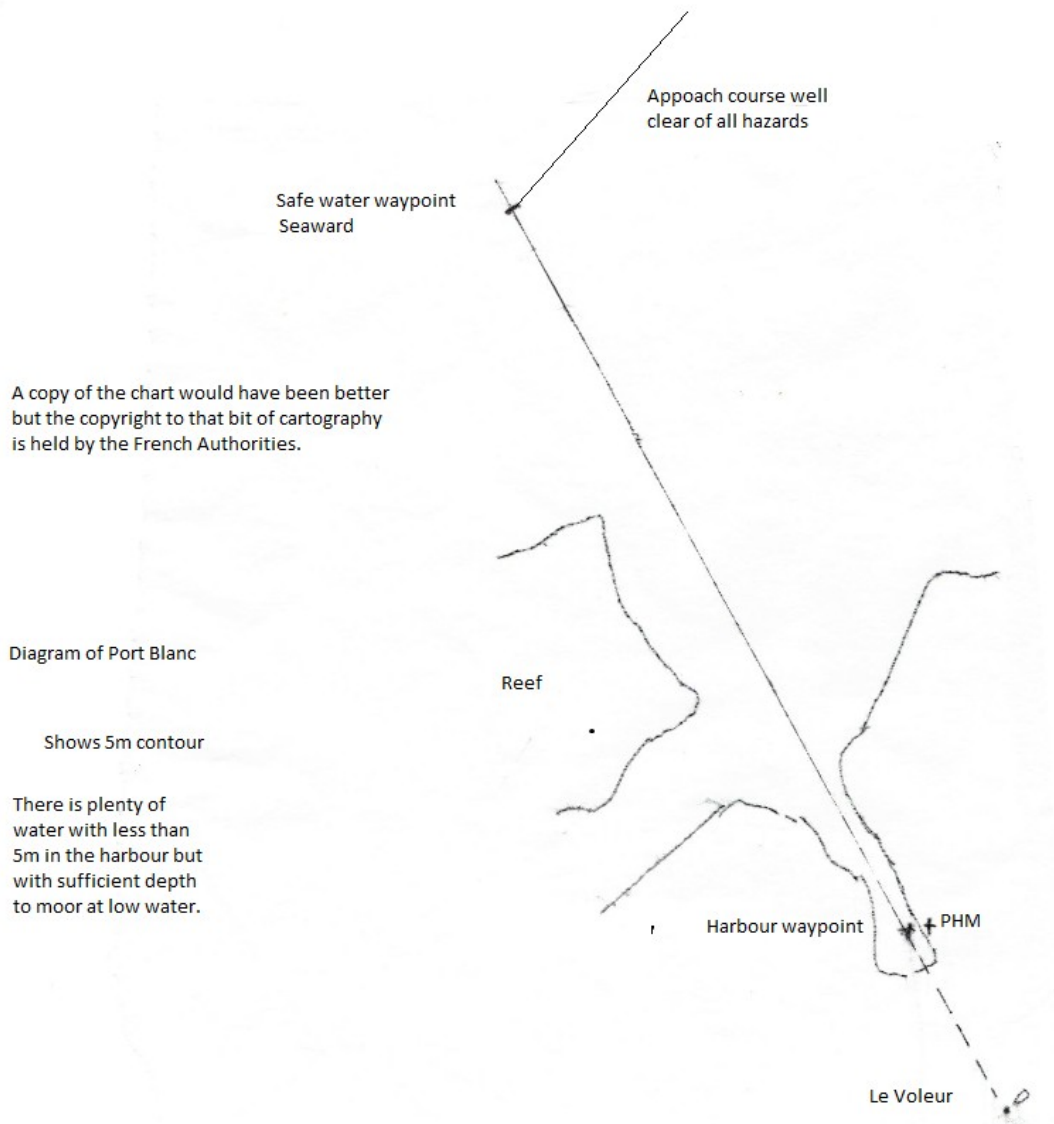 Appoach course well
clear of all hazards
Safe water waypoint
Seaward
A copy of the chart would have been better
but the copyright to that bit of cartography
is held by the French Authorities.
Diagram of Port Blanc
Reef
Shows 5m contour
There is plenty of
water with less than
5m in the harbour but
with sufficient depth
to moor at low water.
Harbour waypoint
PHM
Le Voleur